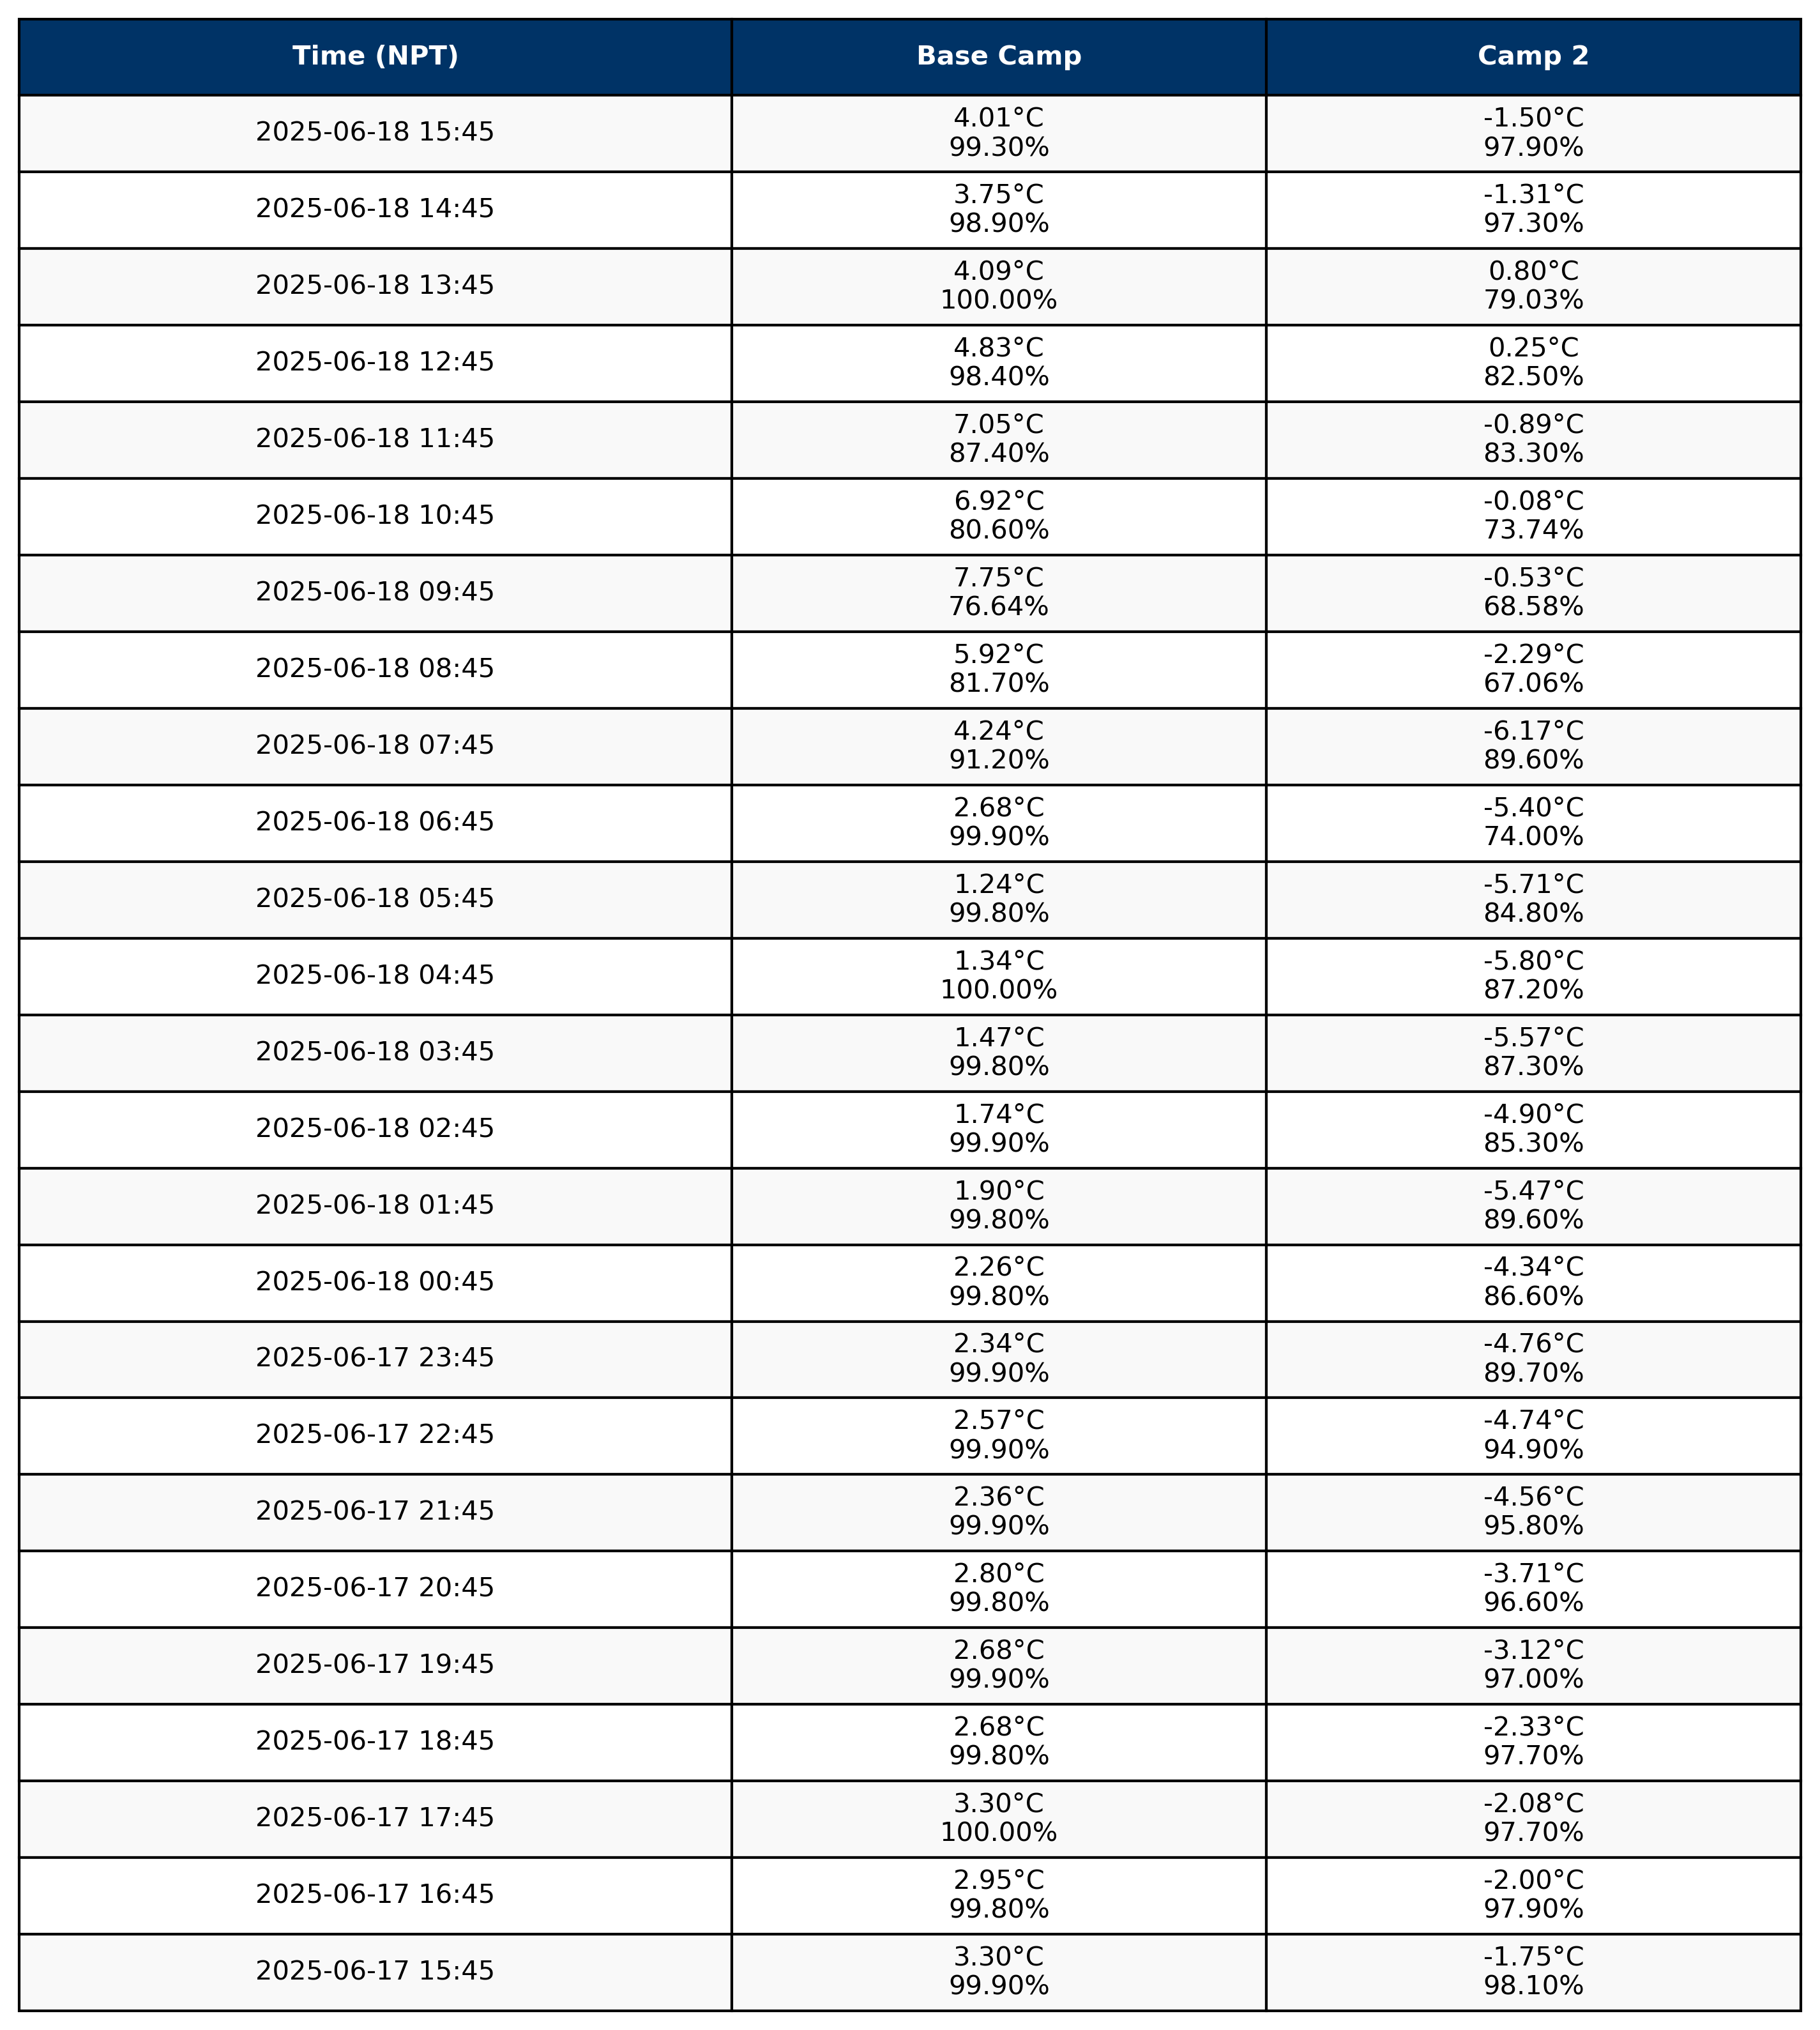 Time (NPT) Base Camp Camp 2
2025-06-18 15:45 4.01°C -1.50°C
99.30% 97.90%
2025-06-18 14:45 3.75°C -1.31°C
98.90% 97.30%
2025-06-18 13:45 4.09°C 0.80°C
100.00% 79.03%
2025-06-18 12:45 4.83°C 0.25°C
98.40% 82.50%
2025-06-18 11:45 7.05°C -0.89°C
87.40% 83.30%
2025-06-18 10:45 6.92°C -0.08°C
80.60% 73.74%
2025-06-18 09:45 7.75°C -0.53°C
76.64% 68.58%
2025-06-18 08:45 5.92°C -2.29°C
81.70% 67.06%
2025-06-18 07:45 4.24°C -6.17°C
91.20% 89.60%
2025-06-18 06:45 2.68°C -5.40°C
99.90% 74.00%
2025-06-18 05:45 1.24°C -5.71°C
99.80% 84.80%
2025-06-18 04:45 1.34°C -5.80°C
100.00% 87.20%
2025-06-18 03:45 1.47°C -5.57°C
99.80% 87.30%
2025-06-18 02:45 1.74°C -4.90°C
99.90% 85.30%
2025-06-18 01:45 1.90°C -5.47°C
99.80% 89.60%
2025-06-18 00:45 2.26°C -4.34°C
99.80% 86.60%
2025-06-17 23:45 2.34°C -4.76°C
99.90% 89.70%
2025-06-17 22:45 2.57°C -4.74°C
99.90% 94.90%
2025-06-17 21:45 2.36°C -4.56°C
99.90% 95.80%
2025-06-17 20:45 2.80°C -3.71°C
99.80% 96.60%
2025-06-17 19:45 2.68°C -3.12°C
99.90% 97.00%
2025-06-17 18:45 2.68°C -2.33°C
99.80% 97.70%
2025-06-17 17:45 3.30°C -2.08°C
100.00% 97.70%
2025-06-17 16:45 2.95°C -2.00°C
99.80% 97.90%
2025-06-17 15:45 3.30°C -1.75°C
99.90% 98.10%